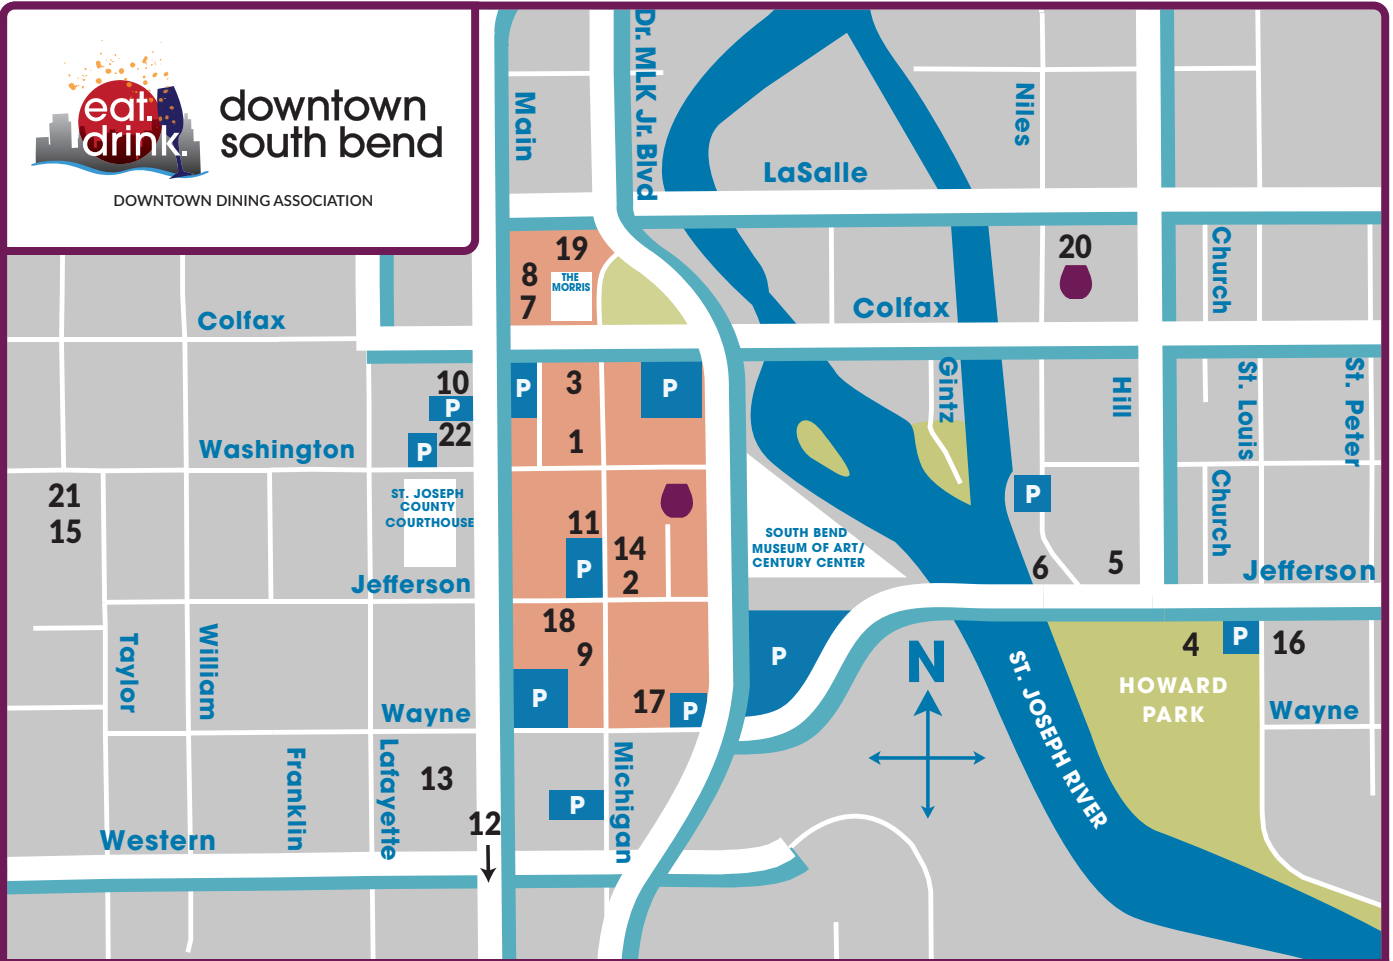 eat.
drink.
downtown
south bend
DOWNTOWN DINING ASSOCIATION
Main
Dr. MLK Jr. Blvd
Niles
LaSalle
19
8
THE
MORRIS
7
20
Church
Colfax
Colfax
10
P
22
P
Washington
P
3
P
1
Gintz
Hill
St. Louis
St. Peter
21
15
ST. JOSEPH
COUNTY
COURTHOUSE
Jefferson
11
P
14
2
SOUTH BEND
MUSEUM OF ART/
CENTURY CENTER
P
6
5
Church
Jefferson
Taylor
William
18
9
P
17
P
P
N
ST. JOSEPH RIVER
4
P
16
HOWARD
PARK
Wayne
Wayne
Franklin
Lafayette
13
12
P
Michigan
Western